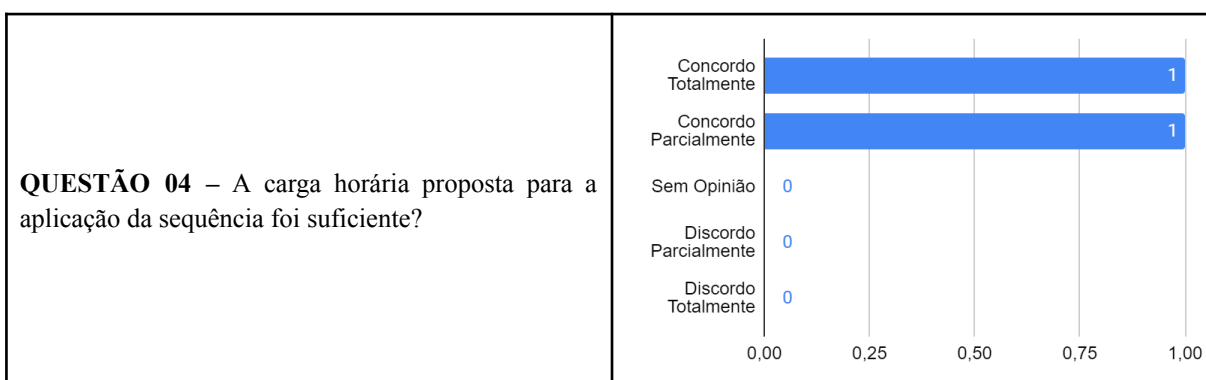 QUESTÃO 04 – A carga horária proposta para a
aplicação da sequência foi suficiente?
Concordo
Totalmente
1
Concordo
Parcialmente
1
Sem Opinião
0
Discordo
Parcialmente
0
Discordo
Totalmente
0
0,00 0,25 0,50 0,75 1,00